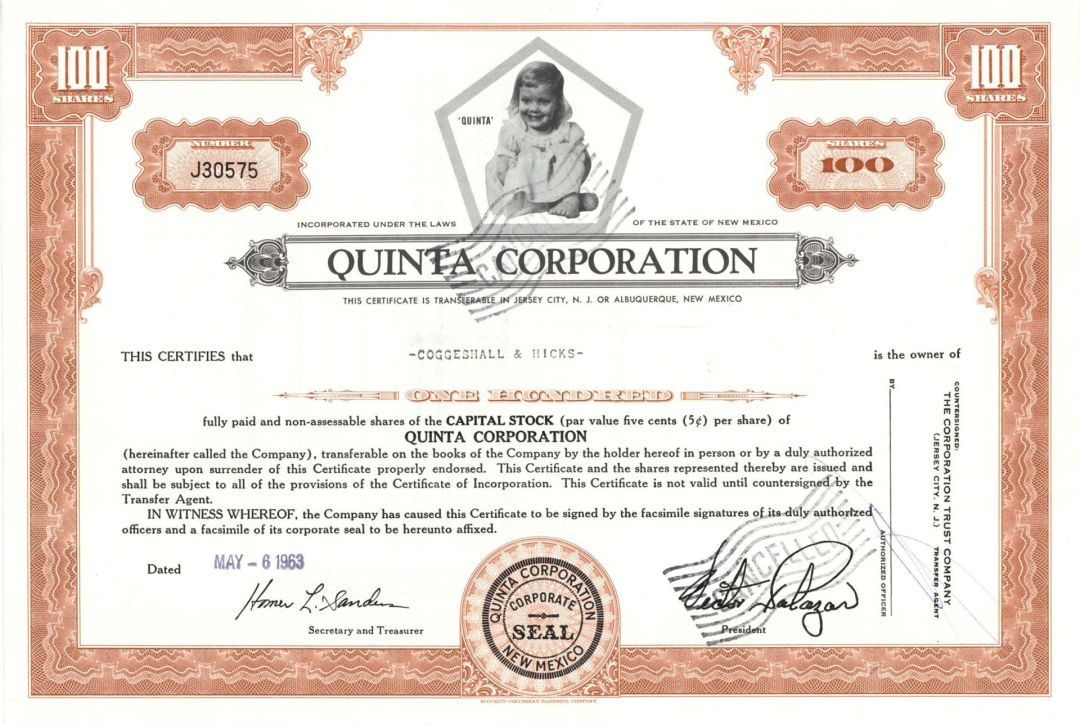 100
SHARES
100
SHARES
'QUINTA'
NUMBER
J30575
SHARES
100
INCORPORATED UNDER THE LAWS OF THE STATE OF NEW MEXICO
QUINTA CORPORATION
THIS CERTIFICATE IS TRANSFERABLE IN JERSEY CITY, N. J. OR ALBUQUERQUE, NEW MEXICO
CANCELLED
THIS CERTIFIES that -COGGESHALL & HICKS- is the owner of
ONE HUNDRED
fully paid and non-assessable shares of the CAPITAL STOCK (par value five cents (5¢) per share) of
QUINTA CORPORATION
(hereinafter called the Company), transferable on the books of the Company by the holder hereof in person or by a duly authorized
attorney upon surrender of this Certificate properly endorsed. This Certificate and the shares represented thereby are issued and
shall be subject to all of the provisions of the Certificate of Incorporation. This Certificate is not valid until countersigned by the
Transfer Agent.
IN WITNESS WHEREOF, the Company has caused this Certificate to be signed by the facsimile signatures of its duly authorized
officers and a facsimile of its corporate seal to be hereunto affixed.
Dated MAY - 6 1963
Homer L. Sanders
Secretary and Treasurer
QUINTA CORPORATION
CORPORATE
SEAL
NEW MEXICO
CANCELLED
Victor Salazar
President
COUNTERSIGNED:
THE CORPORATION TRUST COMPANY
(JERSEY CITY, N. J.) TRANSFER AGENT
BY
AUTHORIZED OFFICER
SECURITY-COLUMBIAN BANKNOTE COMPANY